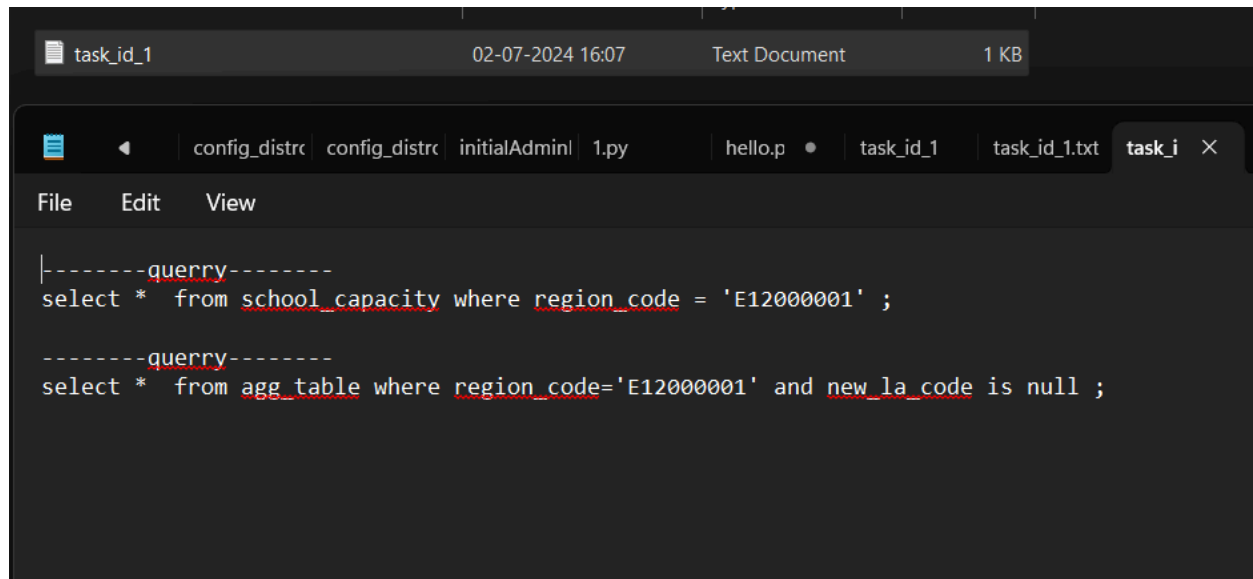 task_id_1 02-07-2024 16:07 Text Document 1 KB
config_distrc config_distrc initialAdminl 1.py hello.p task_id_1 task_id_1.txt task_i
File Edit View
--------querry--------
select *  from school_capacity where region_code = 'E12000001' ;
--------querry--------
select *  from agg_table where region_code='E12000001' and new_la_code is null ;